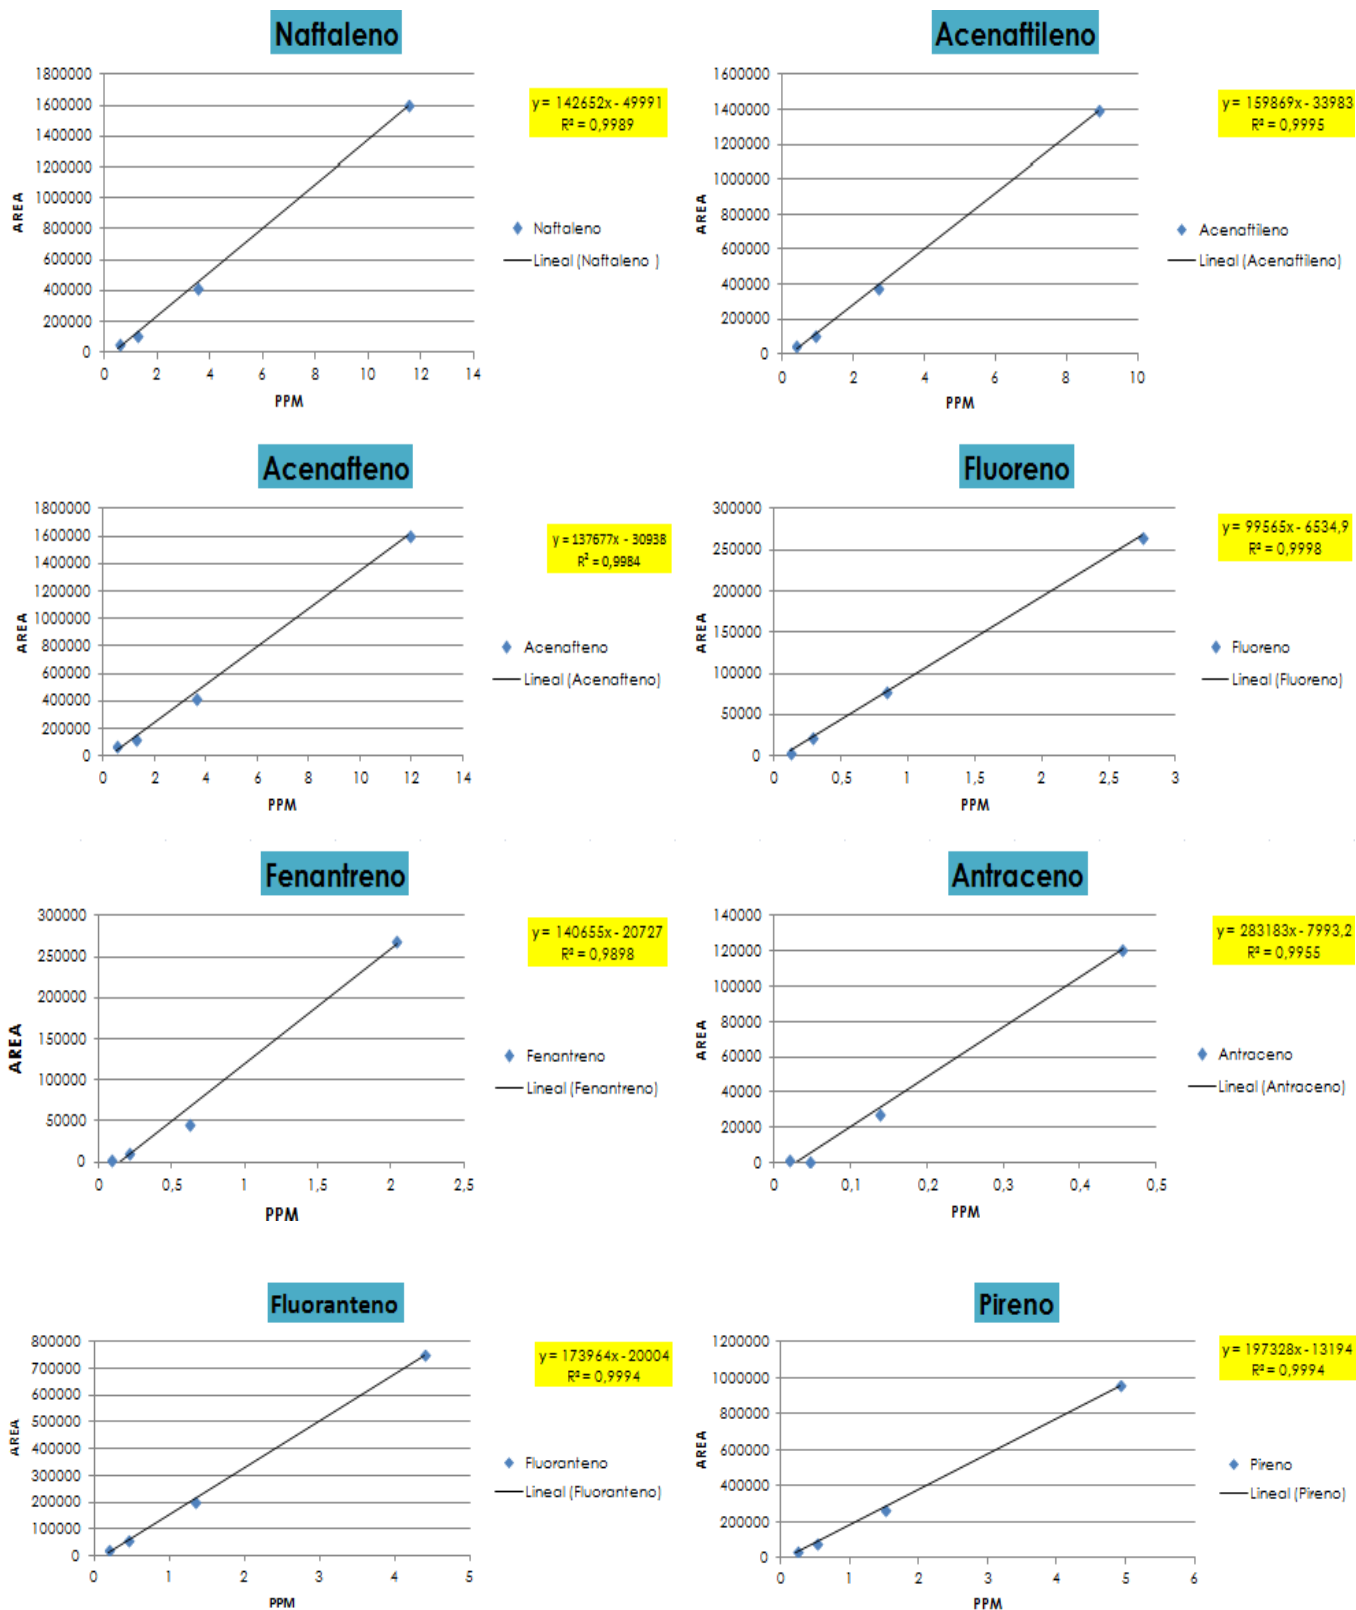 Naftaleno
1800000
1600000
1400000
1200000
1000000
800000
600000
400000
200000
0
0 2 4 6 8 10 12 14
AREA
PPM
y = 142652x - 49991
R² = 0,9989
Naftaleno
Lineal (Naftaleno )
Acenaftileno
1600000
1400000
1200000
1000000
800000
600000
400000
200000
0
0 2 4 6 8 10
AREA
PPM
y = 159869x - 33983
R² = 0,9995
Acenaftileno
Lineal (Acenaftileno)
Acenafteno
1800000
1600000
1400000
1200000
1000000
800000
600000
400000
200000
0
0 2 4 6 8 10 12 14
AREA
PPM
y = 137677x - 30938
R² = 0,9984
Acenafteno
Lineal (Acenafteno)
Fluoreno
300000
250000
200000
150000
100000
50000
0
0 0,5 1 1,5 2 2,5 3
AREA
PPM
y = 99565x - 6534,9
R² = 0,9998
Fluoreno
Lineal (Fluoreno)
Fenantreno
300000
250000
200000
150000
100000
50000
0
0 0,5 1 1,5 2 2,5
AREA
PPM
y = 140655x - 20727
R² = 0,9898
Fenantreno
Lineal (Fenantreno)
Antraceno
140000
120000
100000
80000
60000
40000
20000
0
0 0,1 0,2 0,3 0,4 0,5
AREA
PPM
y = 283183x - 7993,2
R² = 0,9955
Antraceno
Lineal (Antraceno)
Fluoranteno
800000
700000
600000
500000
400000
300000
200000
100000
0
0 1 2 3 4 5
AREA
PPM
y = 173964x - 20004
R² = 0,9994
Fluoranteno
Lineal (Fluoranteno)
Pireno
1200000
1000000
800000
600000
400000
200000
0
0 1 2 3 4 5 6
AREA
PPM
y = 197328x - 13194
R² = 0,9994
Pireno
Lineal (Pireno)